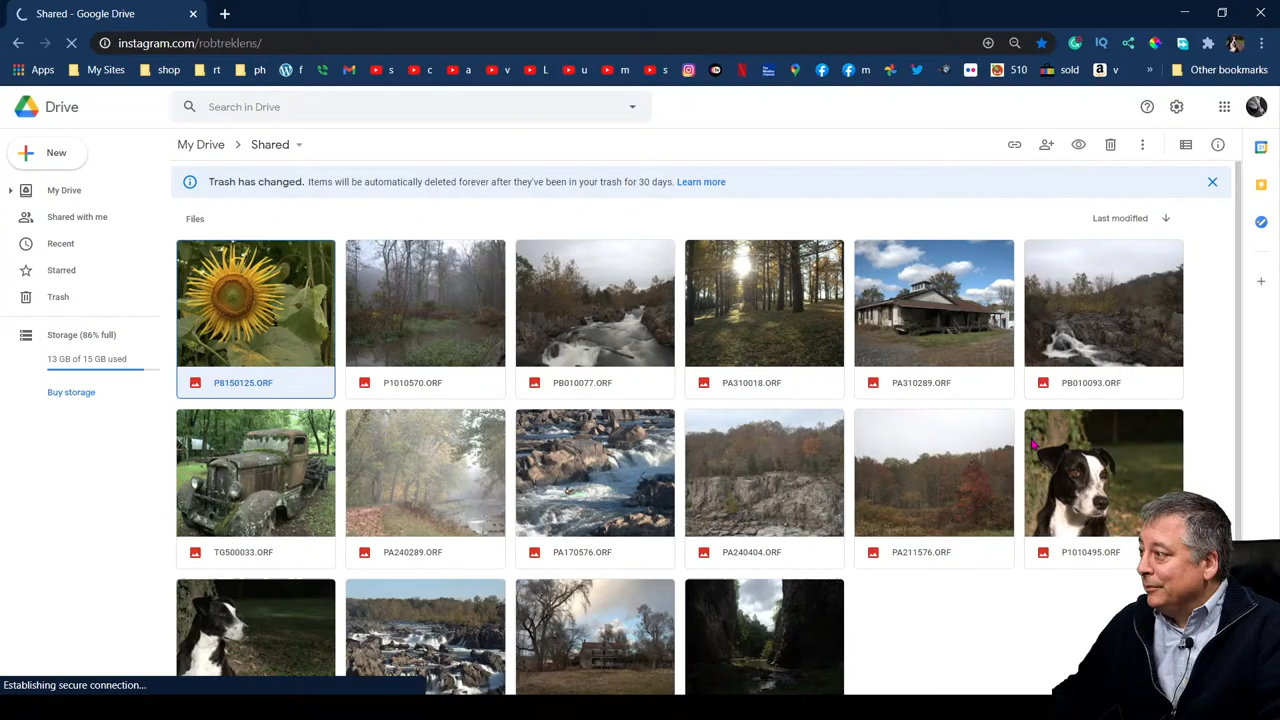 Shared - Google Drive
instagram.com/robtreklens/
Apps My Sites shop rt ph f s c a v L u m s f f m 510 sold v » Other bookmarks
Drive Search in Drive
My Drive Shared
New
Trash has changed. Items will be automatically deleted forever after they've been in your trash for 30 days. Learn more
My Drive
Shared with me
Recent
Starred
Trash
Storage (86% full)
13 GB of 15 GB used
Buy storage
Files Last modified
P8150125.ORF P1010570.ORF PB010077.ORF PA310018.ORF PA310289.ORF PB010093.ORF
TG500033.ORF PA240289.ORF PA170576.ORF PA240404.ORF PA211576.ORF P1010495.ORF
Establishing secure connection...